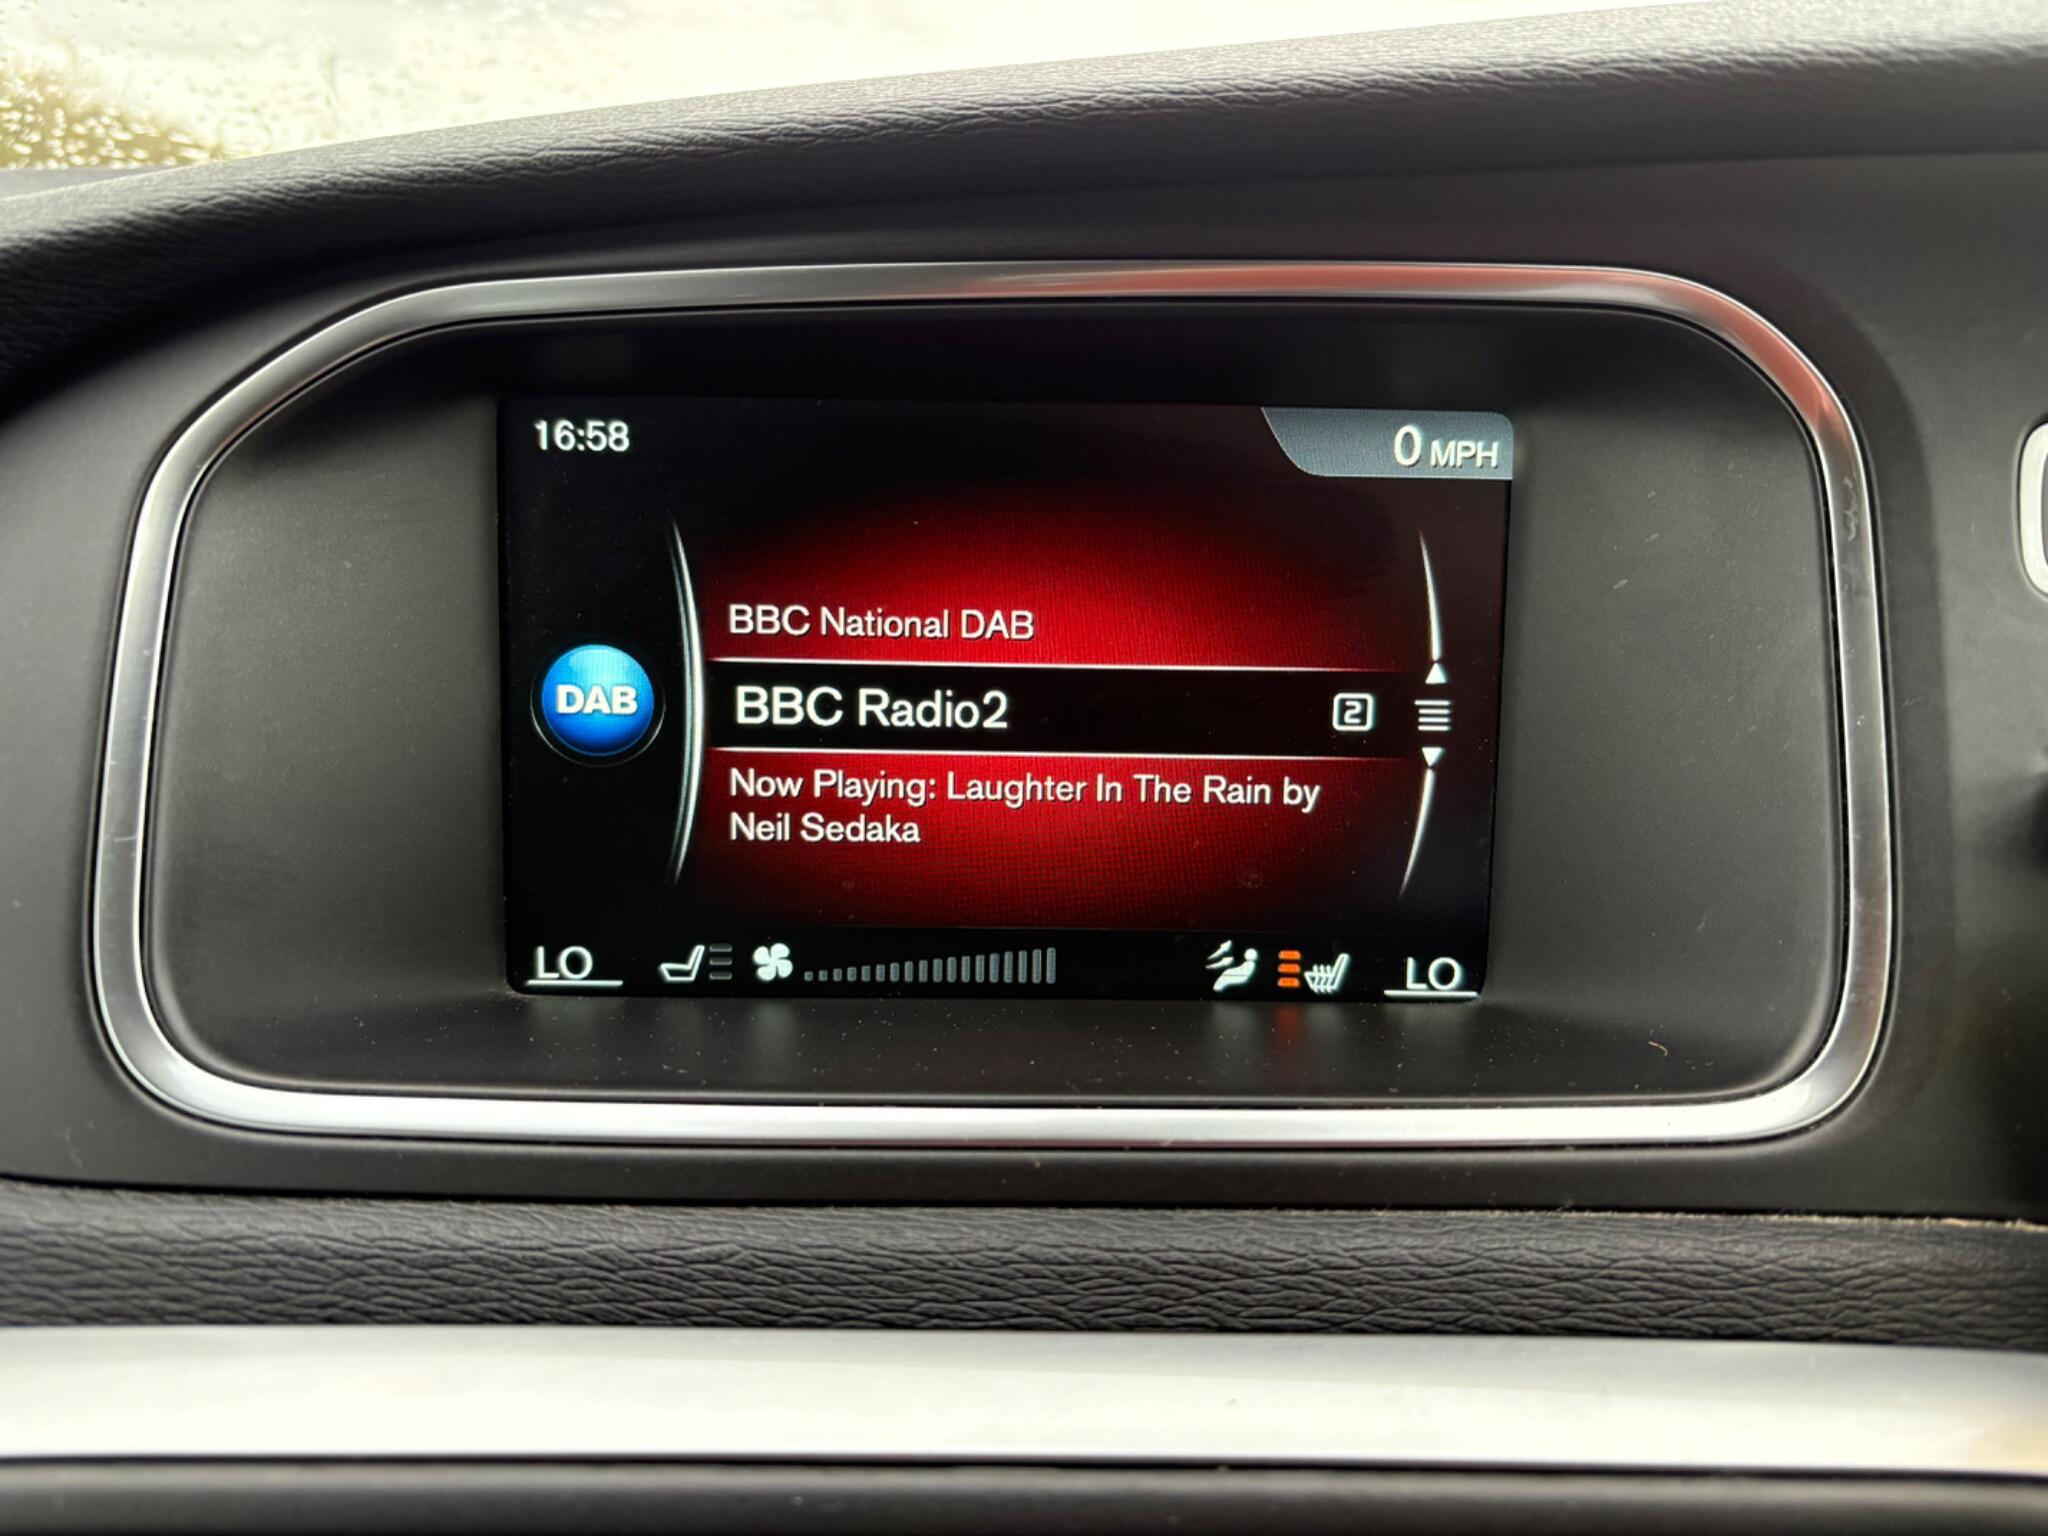 16:58
0 MPH
BBC National DAB
DAB
BBC Radio2
2
Now Playing: Laughter In The Rain by
Neil Sedaka
LO
LO